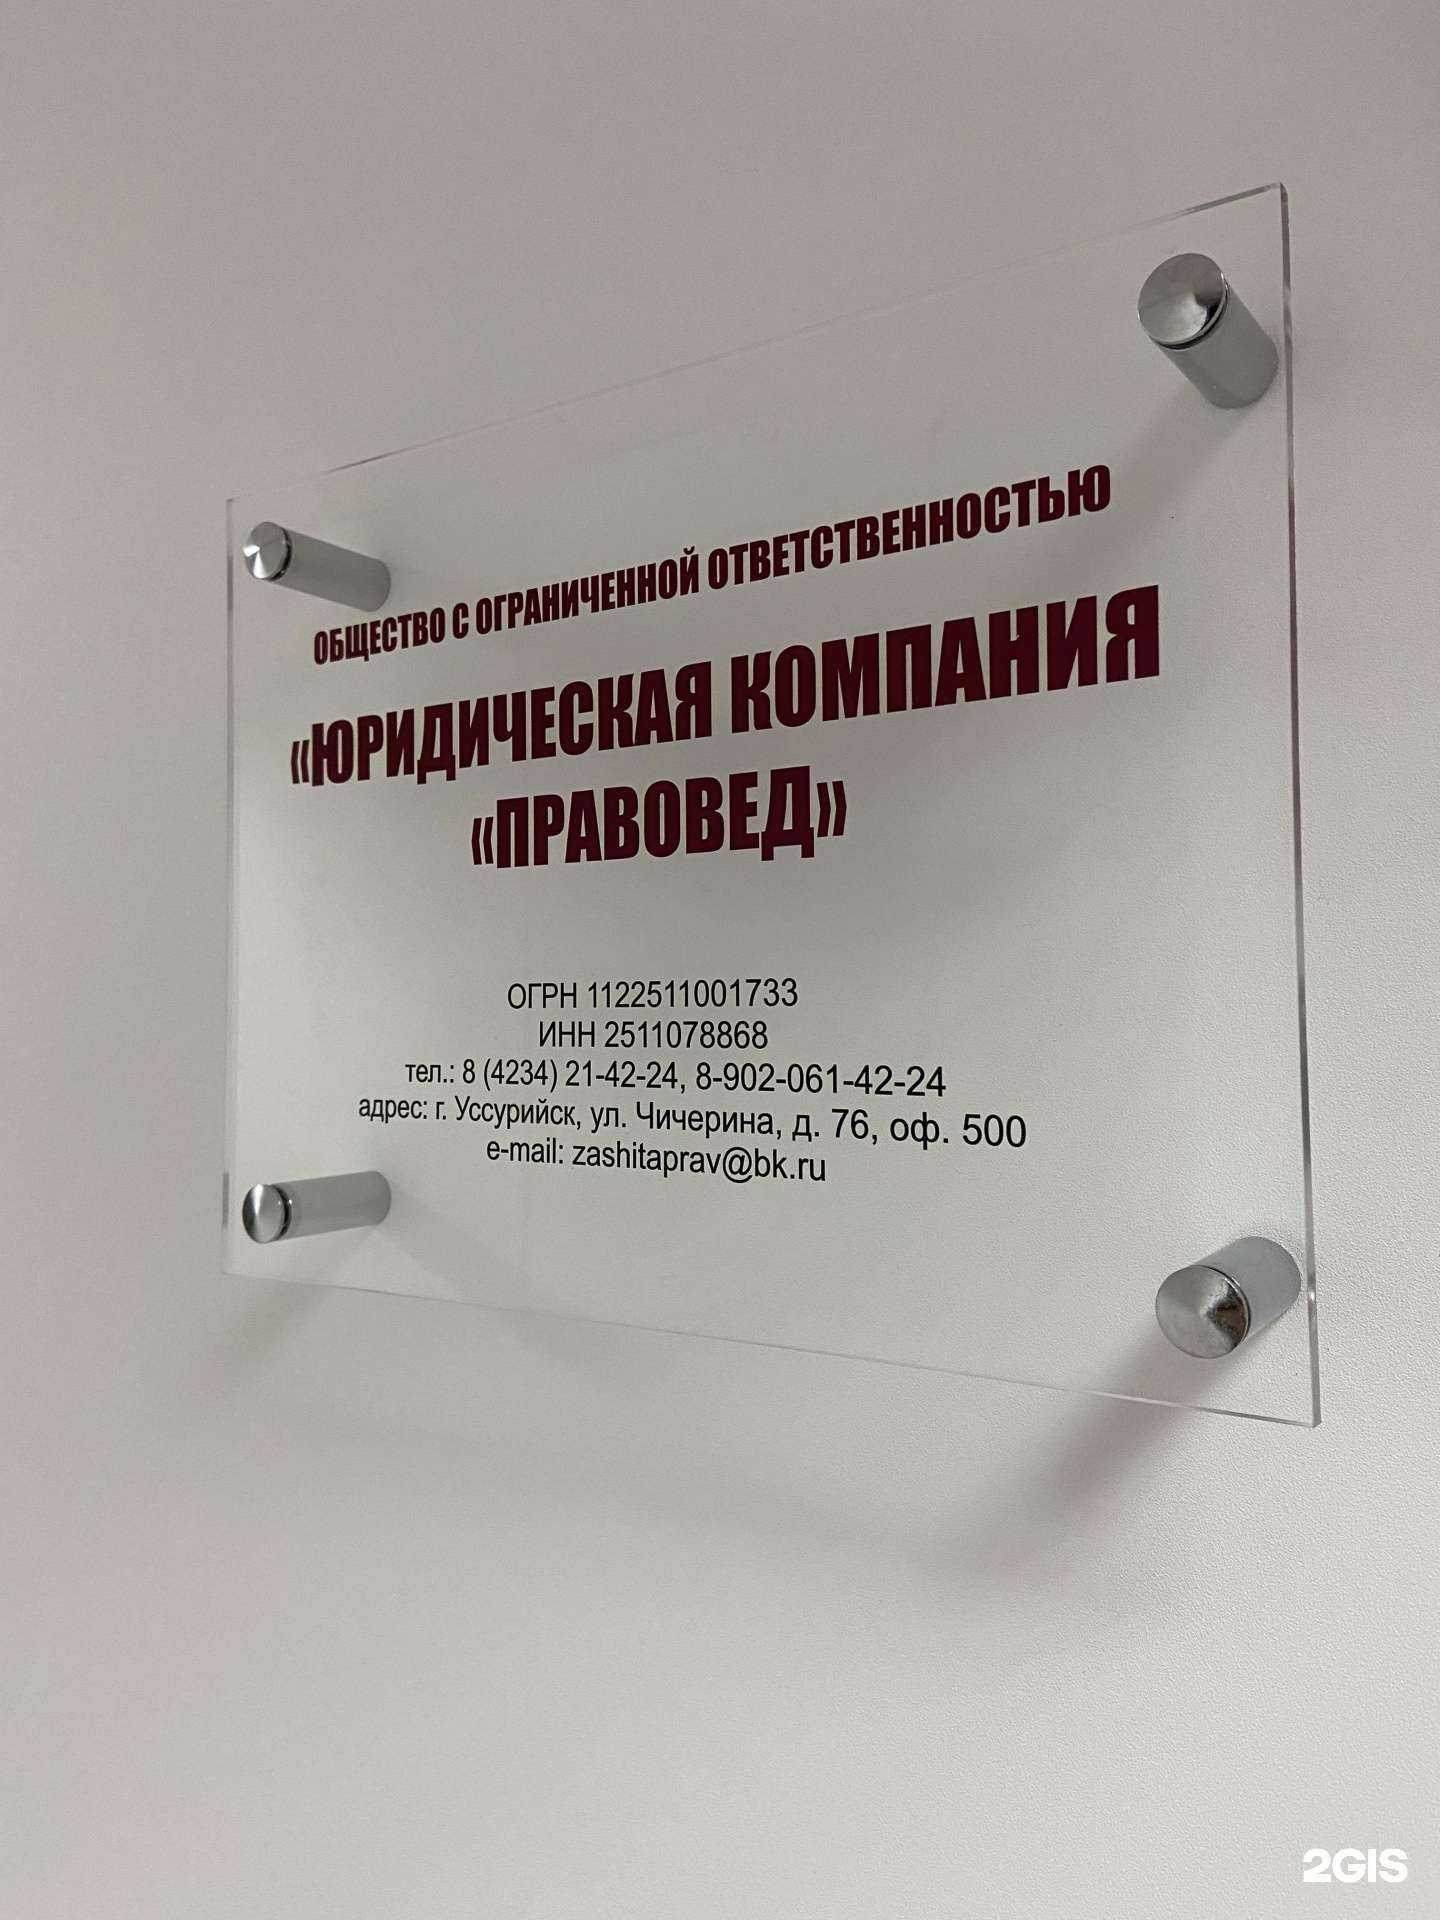 ОБЩЕСТВО С ОГРАНИЧЕННОЙ ОТВЕТСТВЕННОСТЬЮ
«ЮРИДИЧЕСКАЯ КОМПАНИЯ
«ПРАВОВЕД»
ОГРН 1122511001733
ИНН 2511078868
тел.: 8 (4234) 21-42-24, 8-902-061-42-24
адрес: г. Уссурийск, ул. Чичерина, д. 76, оф. 500
e-mail: zashitaprav@bk.ru
2GIS